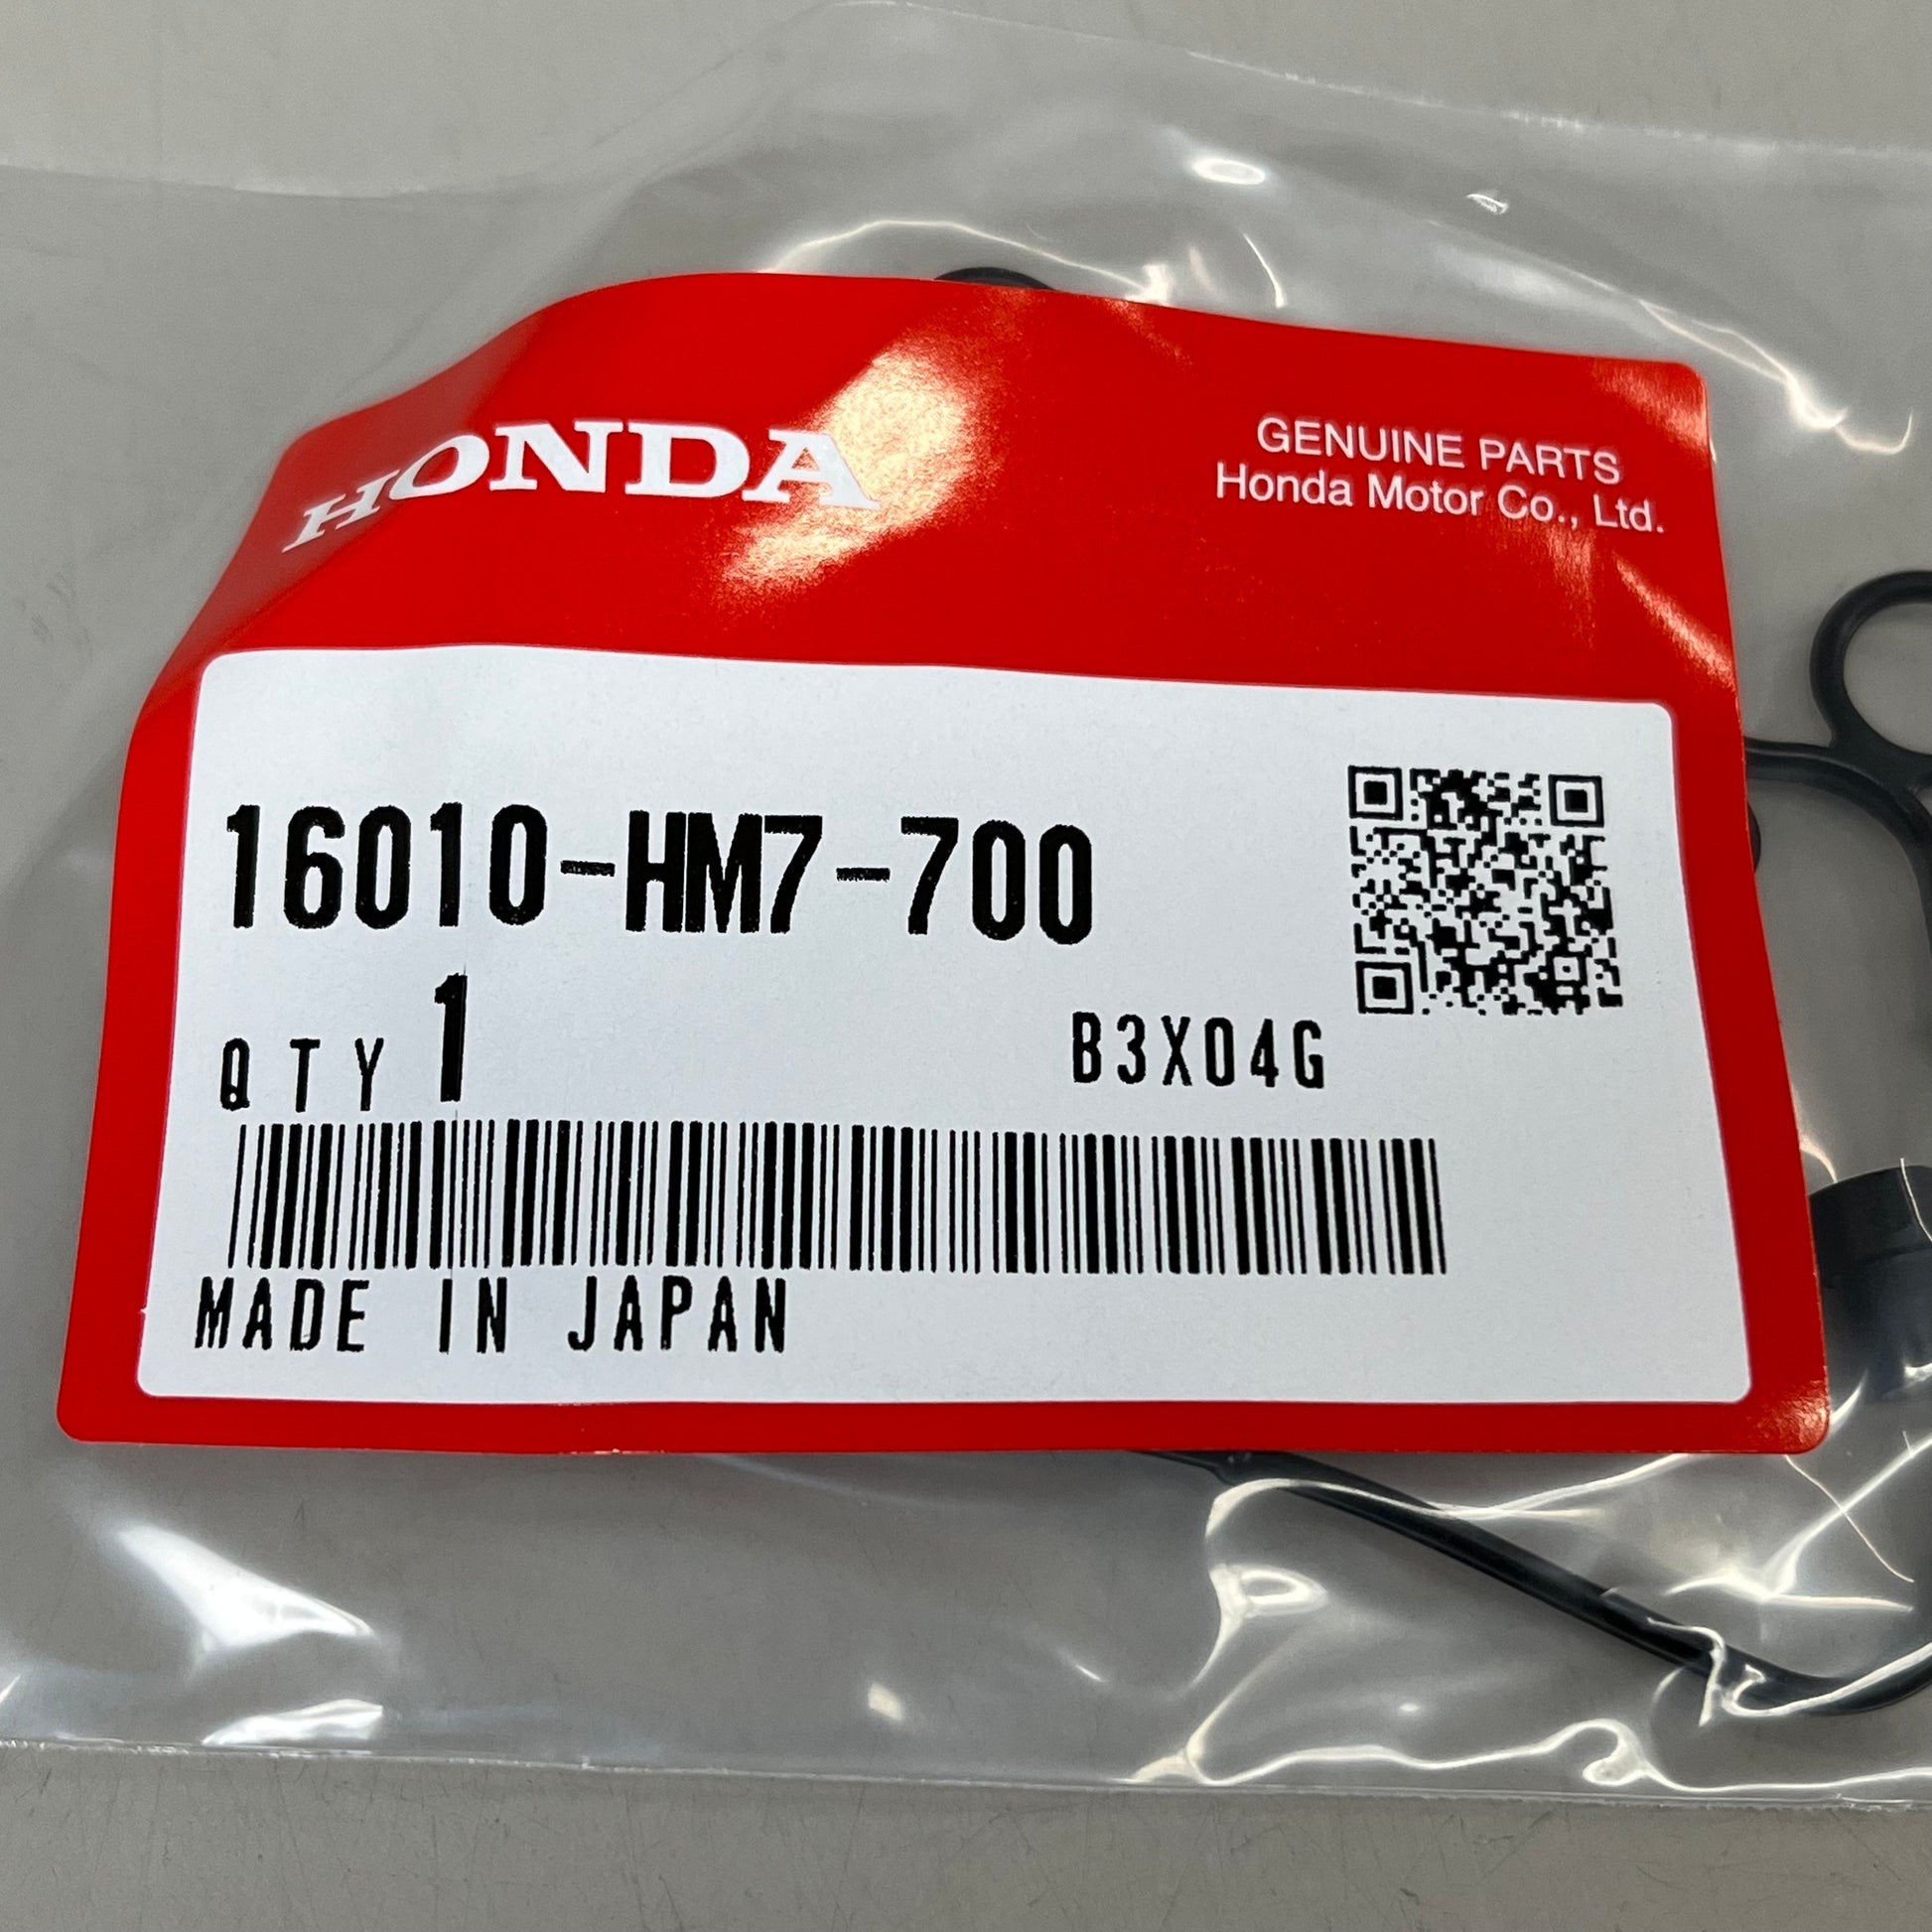 HONDA
GENUINE PARTS
Honda Motor Co., Ltd.
16010-HM7-700
QTY 1
B3X04G
MADE IN JAPAN